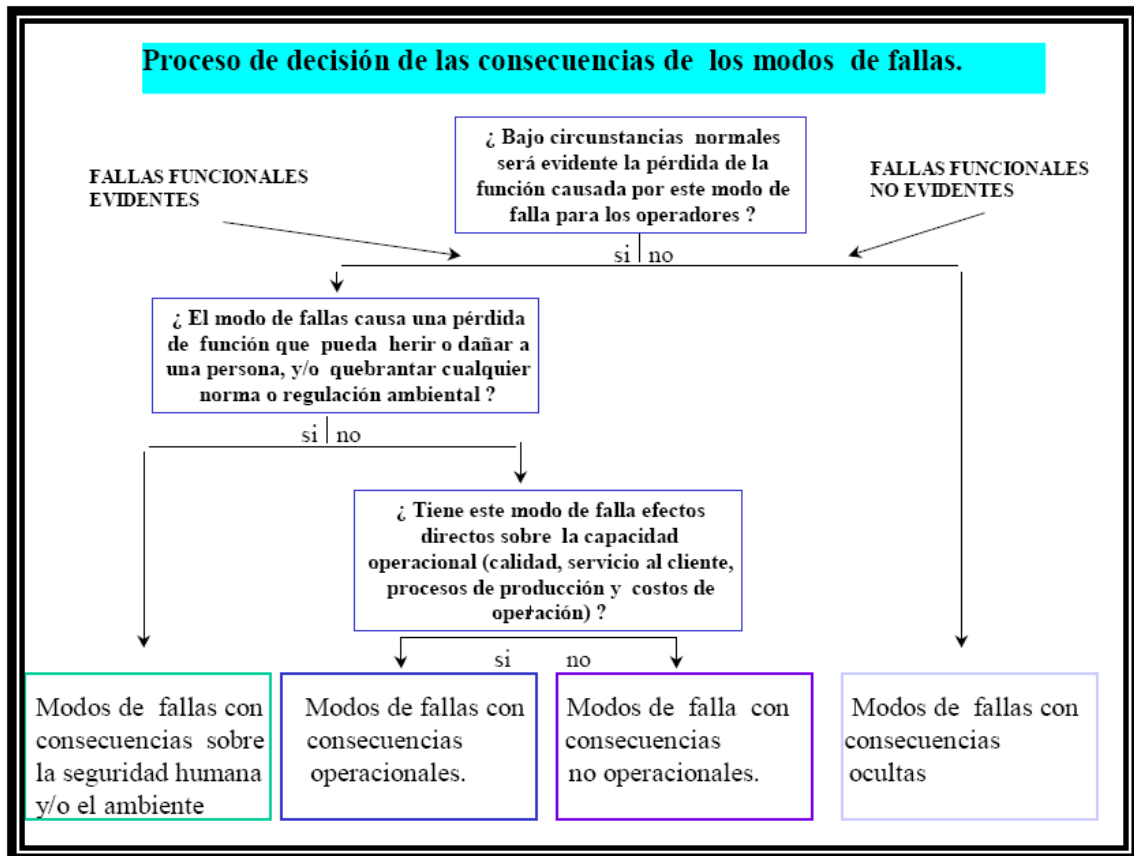 Proceso de decisión de las consecuencias de los modos de fallas.
¿ Bajo circunstancias normales
será evidente la pérdida de la
función causada por este modo de
falla para los operadores ?
FALLAS FUNCIONALES
EVIDENTES
FALLAS FUNCIONALES
NO EVIDENTES
si no
¿ El modo de fallas causa una pérdida
de función que pueda herir o dañar a
una persona, y/o quebrantar cualquier
norma o regulación ambiental ?
si no
¿ Tiene este modo de falla efectos
directos sobre la capacidad
operacional (calidad, servicio al cliente,
procesos de producción y costos de
operación) ?
si no
Modos de fallas con
consecuencias sobre
la seguridad humana
y/o el ambiente
Modos de fallas con
consecuencias
operacionales.
Modos de falla con
consecuencias
no operacionales.
Modos de fallas con
consecuencias
ocultas